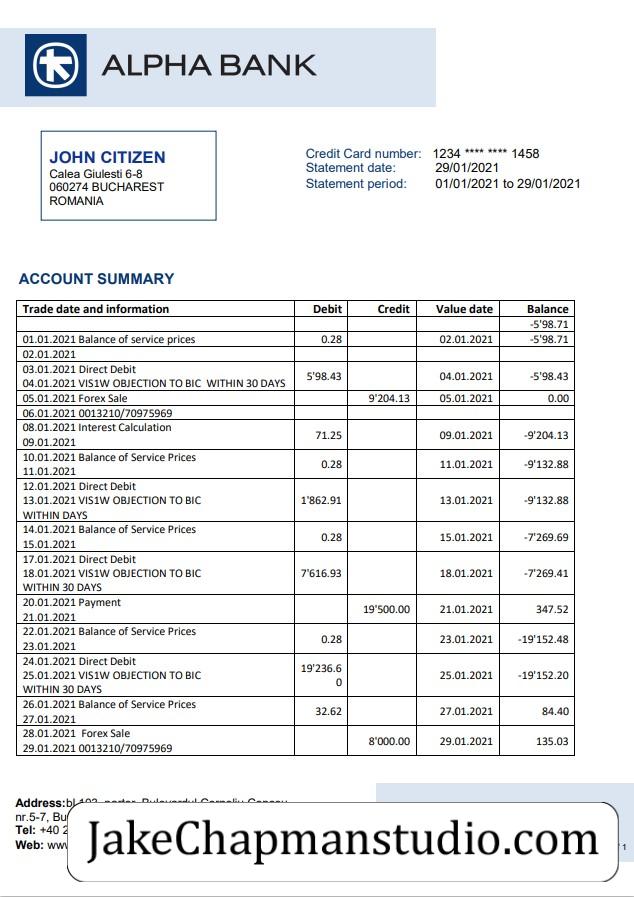 ALPHA BANK
JOHN CITIZEN
Calea Giulesti 6-8
060274 BUCHAREST
ROMANIA
Credit Card number: 1234 **** **** 1458
Statement date: 29/01/2021
Statement period: 01/01/2021 to 29/01/2021
ACCOUNT SUMMARY
Trade date and information Debit Credit Value date Balance
-5'98.71
01.01.2021 Balance of service prices 0.28 02.01.2021 -5'98.71
02.01.2021
03.01.2021 Direct Debit
04.01.2021 VIS1W OBJECTION TO BIC WITHIN 30 DAYS 5'98.43 04.01.2021 -5'98.43
05.01.2021 Forex Sale 9'204.13 05.01.2021 0.00
06.01.2021 0013210/70975969
08.01.2021 Interest Calculation
09.01.2021 71.25 09.01.2021 -9'204.13
10.01.2021 Balance of Service Prices
11.01.2021 0.28 11.01.2021 -9'132.88
12.01.2021 Direct Debit
13.01.2021 VIS1W OBJECTION TO BIC 1'862.91 13.01.2021 -9'132.88
WITHIN DAYS
14.01.2021 Balance of Service Prices
15.01.2021 0.28 15.01.2021 -7'269.69
17.01.2021 Direct Debit
18.01.2021 VIS1W OBJECTION TO BIC 7'616.93 18.01.2021 -7'269.41
WITHIN 30 DAYS
20.01.2021 Payment
21.01.2021 19'500.00 21.01.2021 347.52
22.01.2021 Balance of Service Prices
23.01.2021 0.28 23.01.2021 -19'152.48
24.01.2021 Direct Debit
25.01.2021 VIS1W OBJECTION TO BIC 19'236.60 25.01.2021 -19'152.20
WITHIN 30 DAYS
26.01.2021 Balance of Service Prices
27.01.2021 32.62 27.01.2021 84.40
28.01.2021 Forex Sale
29.01.2021 0013210/70975969 8'000.00 29.01.2021 135.03
Address:
nr.5-7,
Tel: +40
Web:
JakeChapmanstudio.com
1